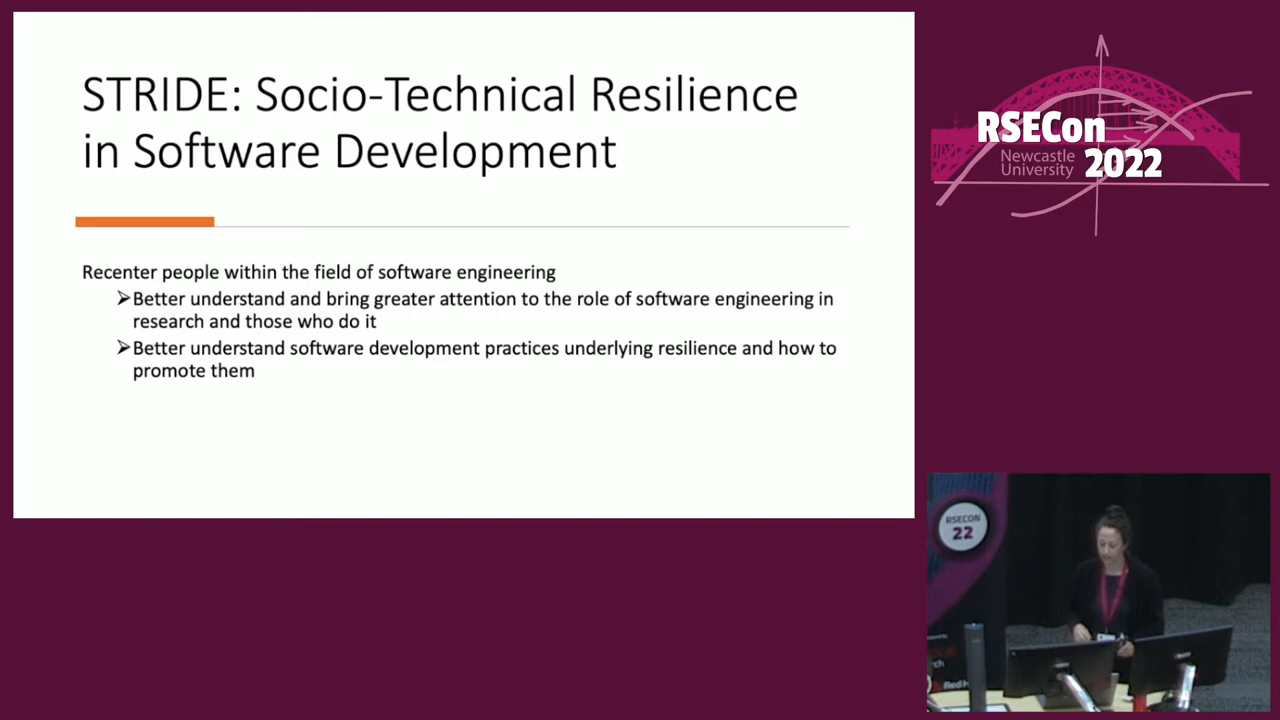 STRIDE: Socio-Technical Resilience
in Software Development
Recenter people within the field of software engineering
➢Better understand and bring greater attention to the role of software engineering in
research and those who do it
➢Better understand software development practices underlying resilience and how to
promote them
RSECon
Newcastle
University 2022
RSECON
22